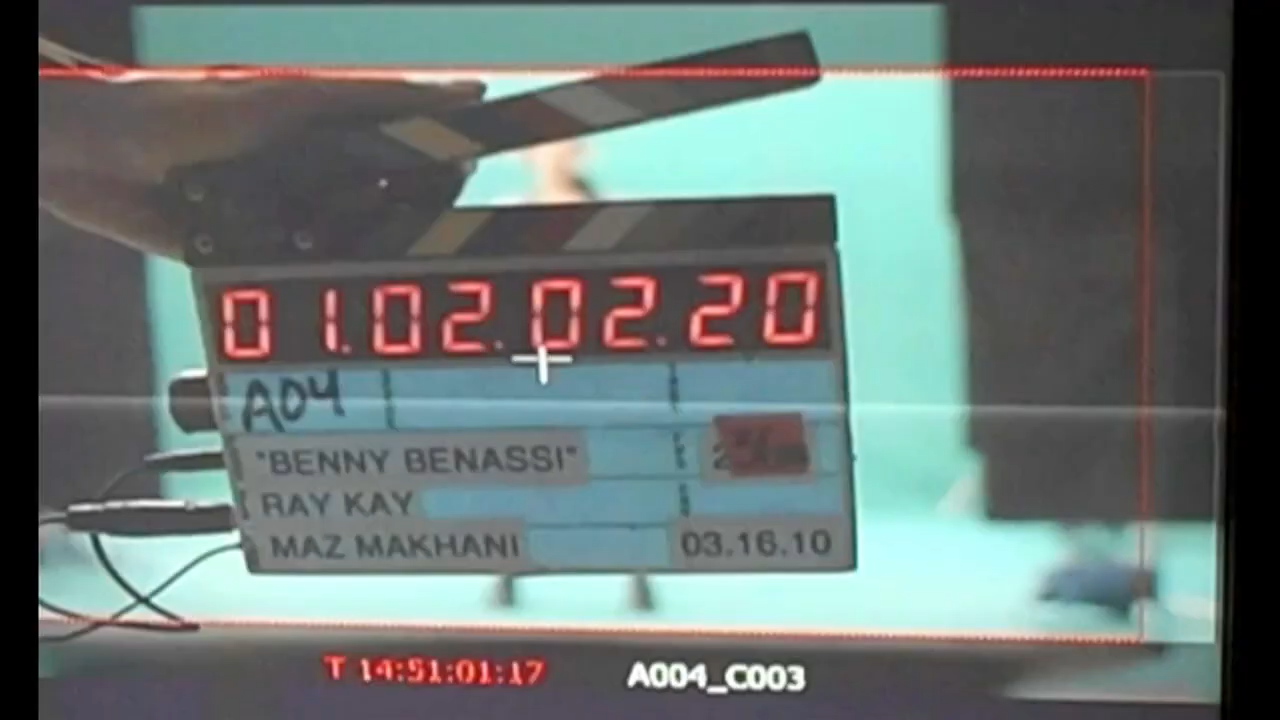 01.02.02.20
A04
"BENNY BENASSI"
RAY KAY
MAZ MAKHANI 03.16.10
T 14:51:01:17 A004_C003